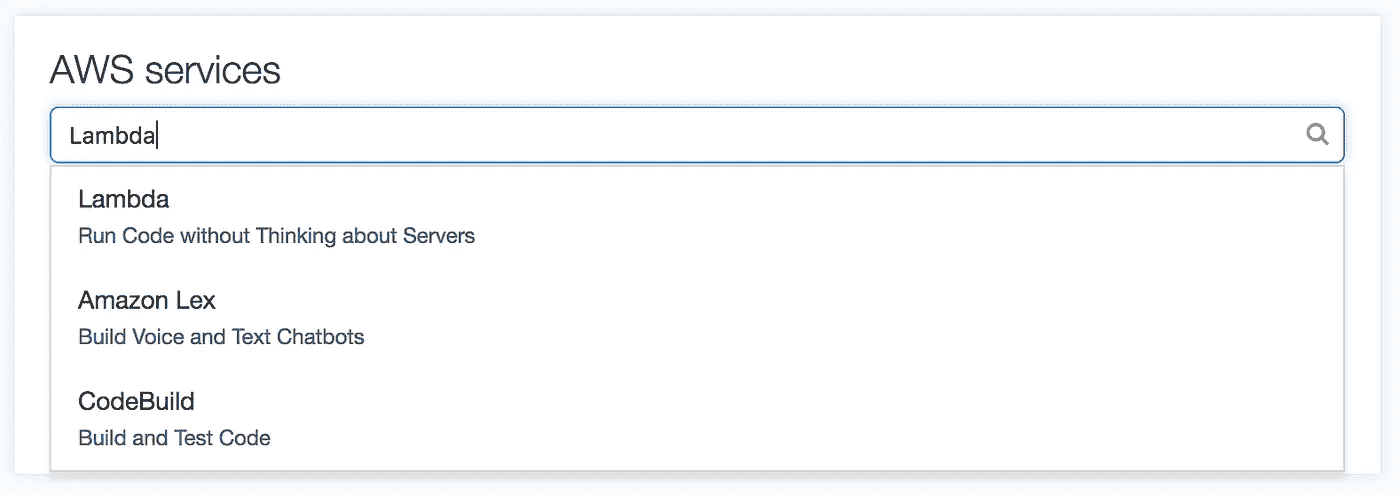 AWS services
Lambda
Lambda
Run Code without Thinking about Servers
Amazon Lex
Build Voice and Text Chatbots
CodeBuild
Build and Test Code